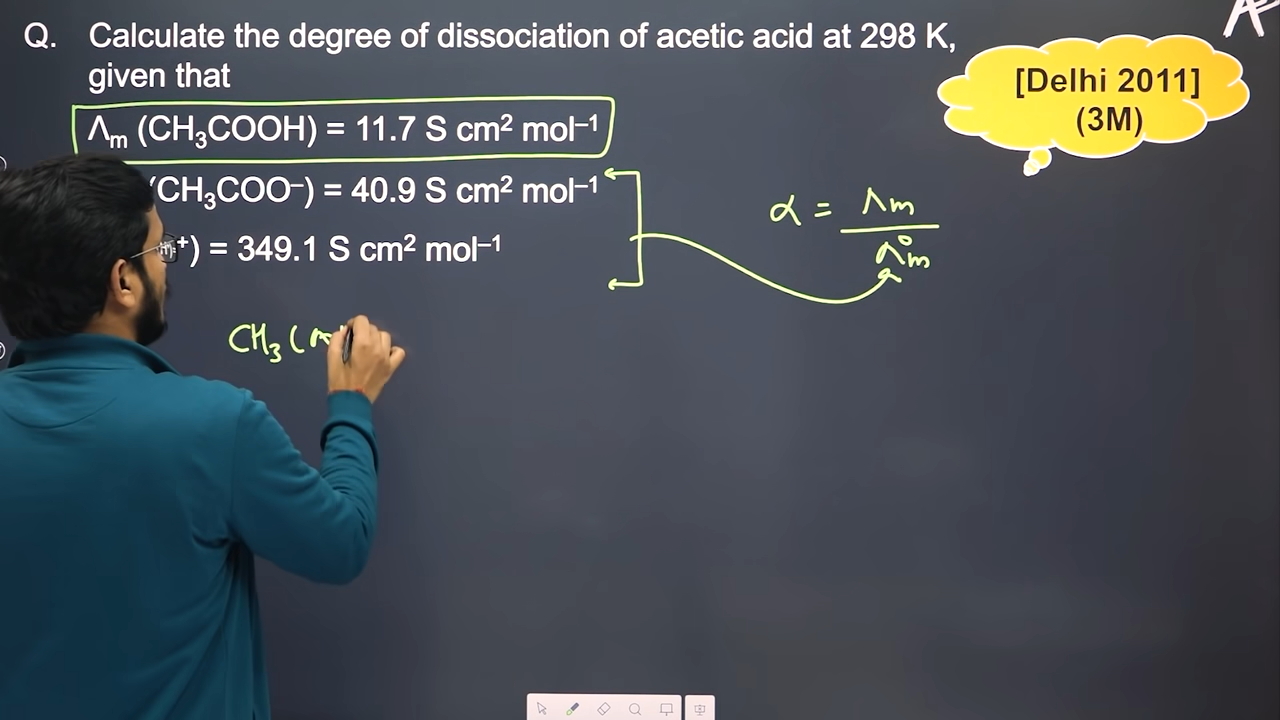 Q. Calculate the degree of dissociation of acetic acid at 298 K,
given that
Λm (CH₃COOH) = 11.7 S cm² mol⁻¹
(CH₃COO⁻) = 40.9 S cm² mol⁻¹
⁺) = 349.1 S cm² mol⁻¹
[Delhi 2011]
(3M)
α = Λm / Λ°m
CH₃